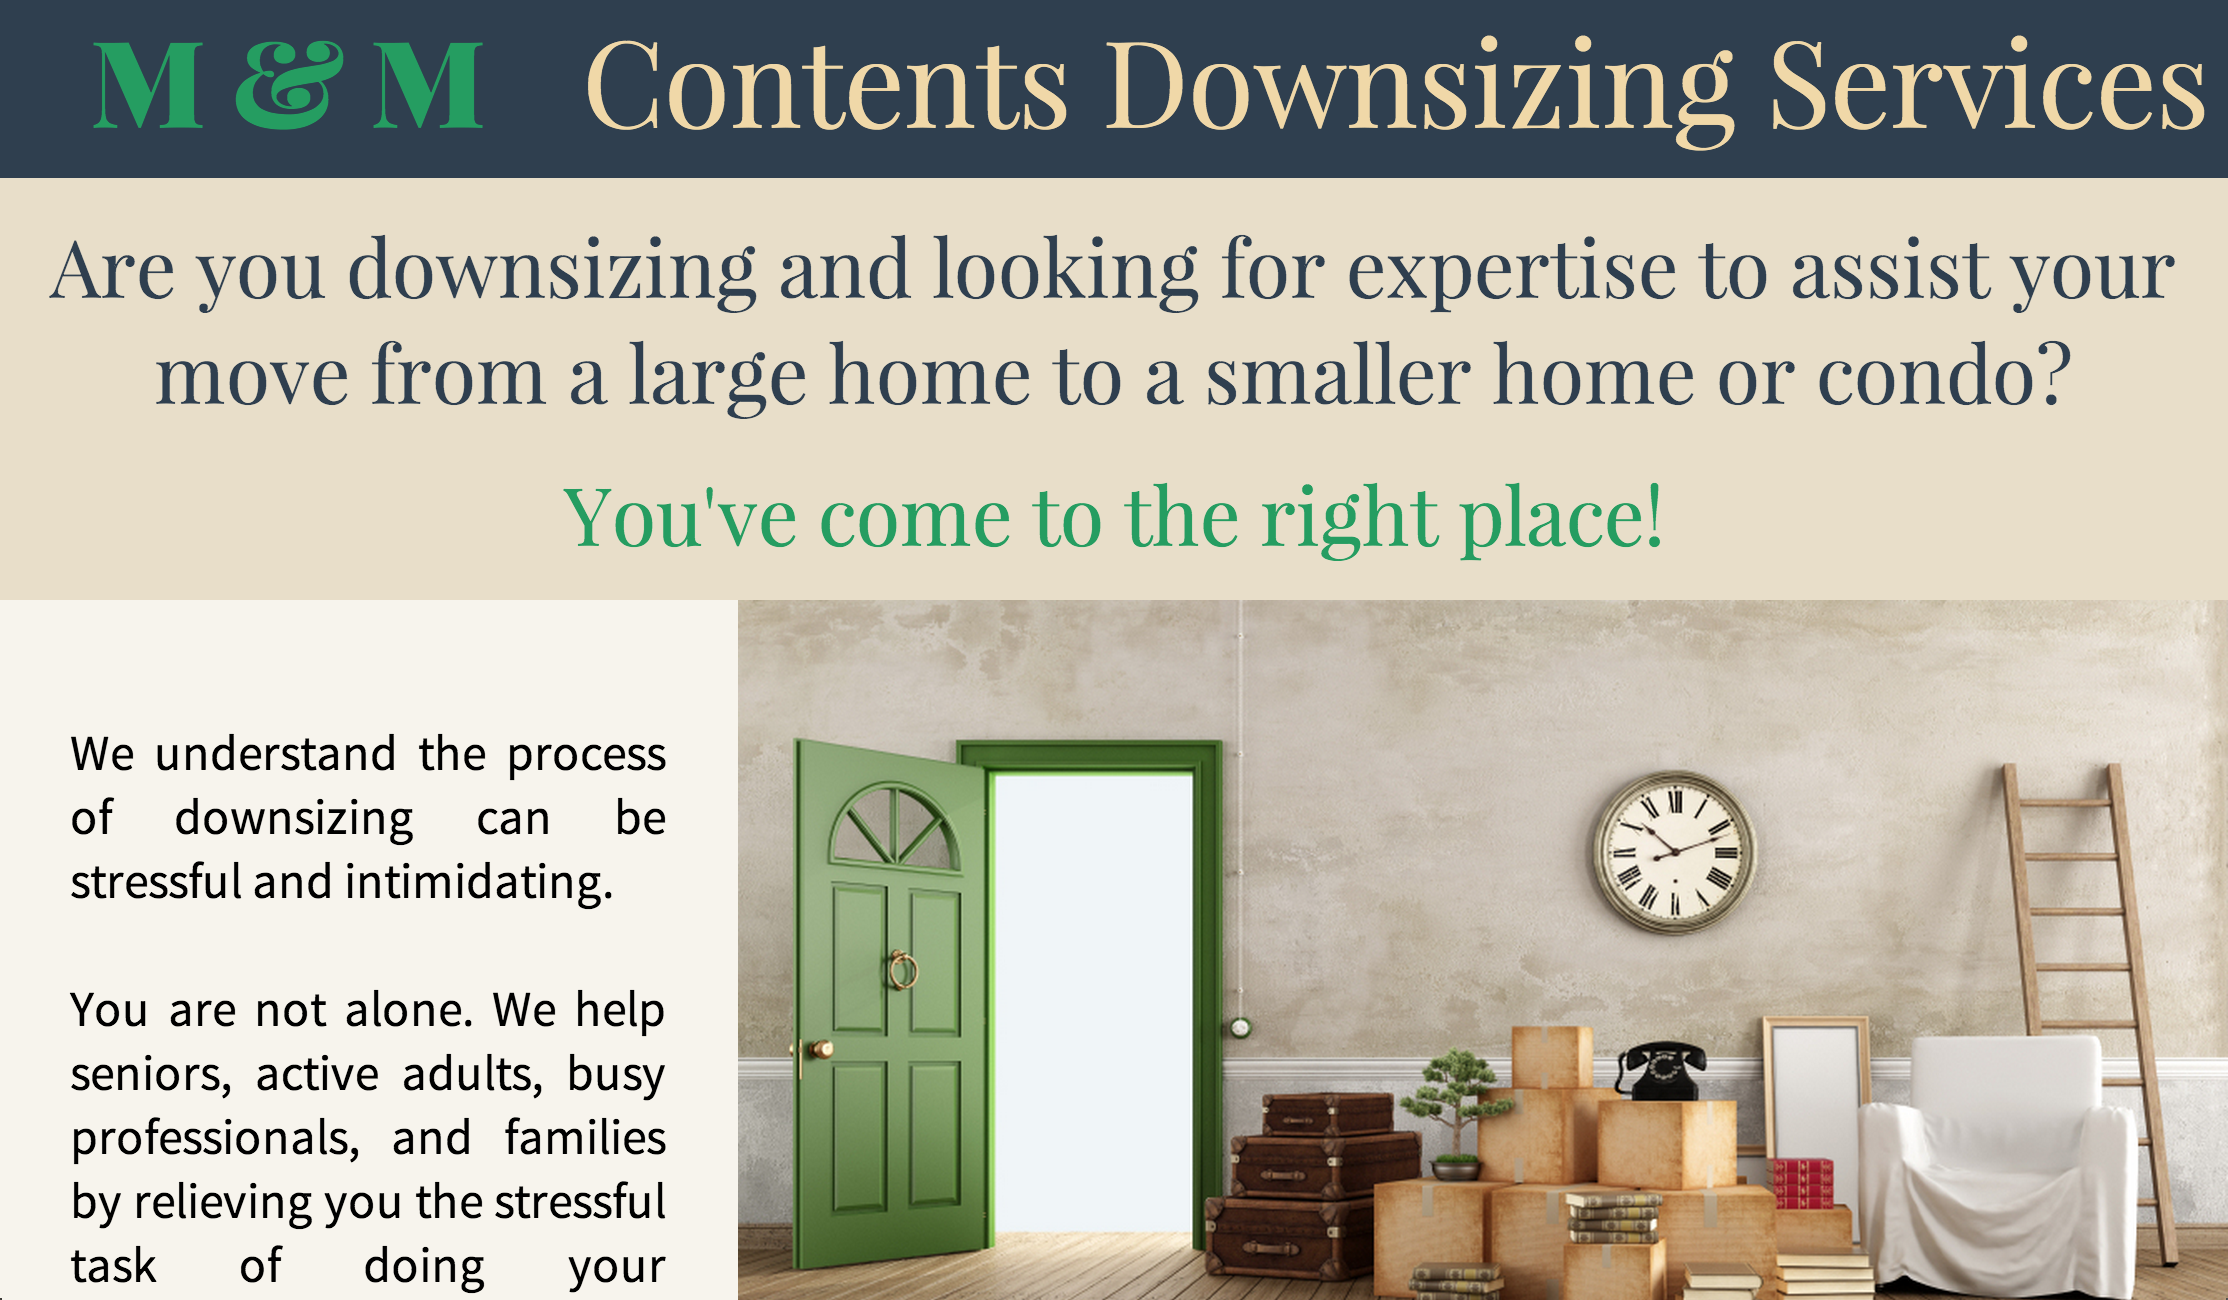 M & M Contents Downsizing Services
Are you downsizing and looking for expertise to assist your
move from a large home to a smaller home or condo?
You've come to the right place!
We understand the process
of downsizing can be
stressful and intimidating.
You are not alone. We help
seniors, active adults, busy
professionals, and families
by relieving you the stressful
task of doing your